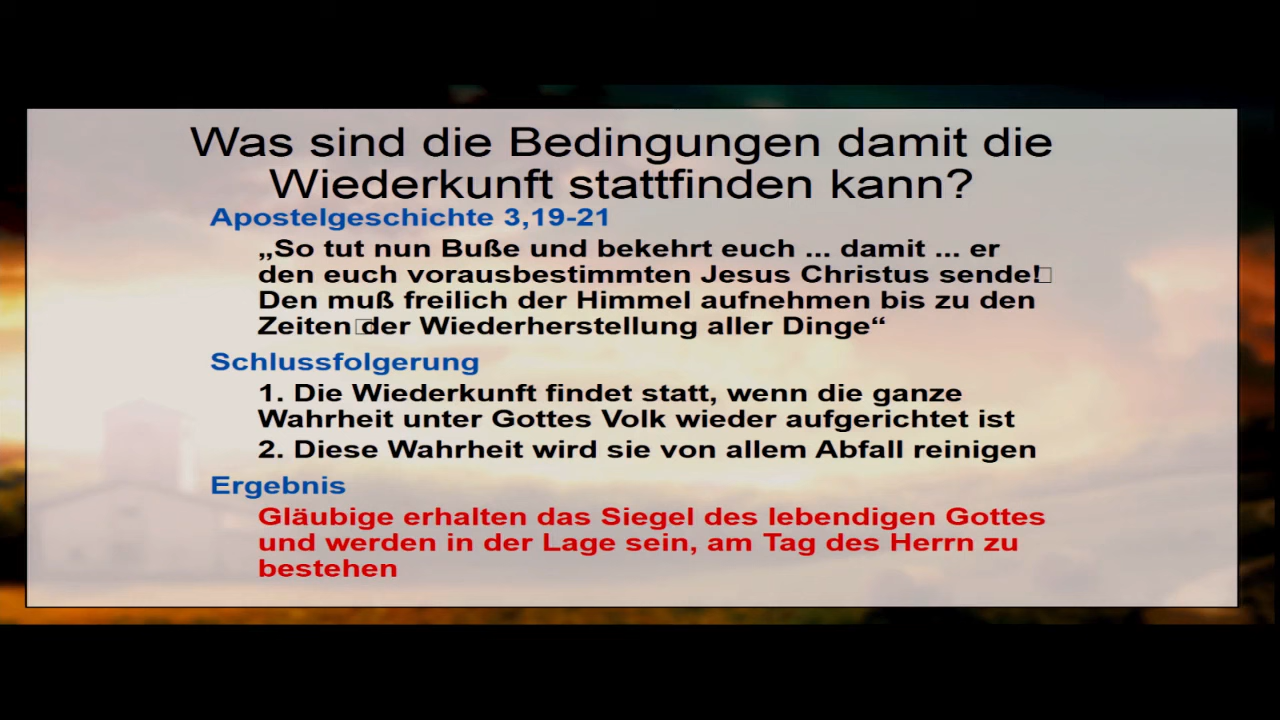 Was sind die Bedingungen damit die
Wiederkunft stattfinden kann?
Apostelgeschichte 3,19-21
„So tut nun Buße und bekehrt euch ... damit ... er
den euch vorausbestimmten Jesus Christus sende!□
Den muß freilich der Himmel aufnehmen bis zu den
Zeiten□der Wiederherstellung aller Dinge“
Schlussfolgerung
1. Die Wiederkunft findet statt, wenn die ganze
Wahrheit unter Gottes Volk wieder aufgerichtet ist
2. Diese Wahrheit wird sie von allem Abfall reinigen
Ergebnis
Gläubige erhalten das Siegel des lebendigen Gottes
und werden in der Lage sein, am Tag des Herrn zu
bestehen